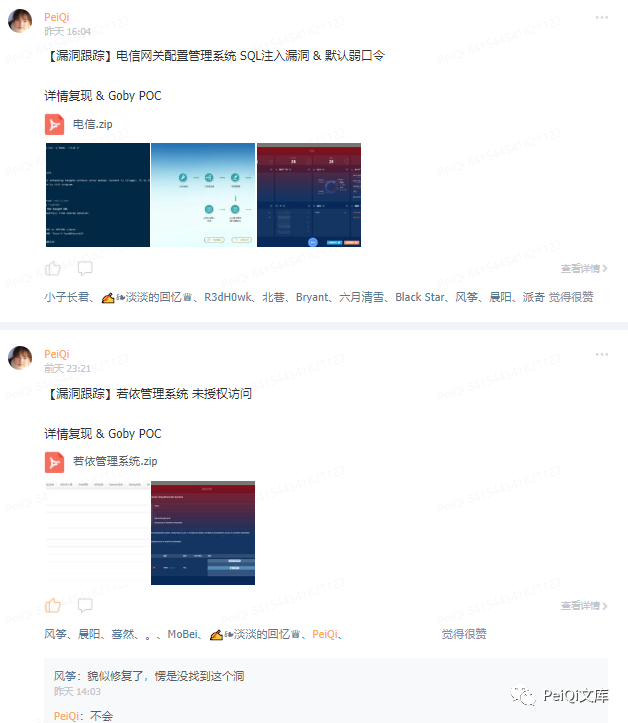 PeiQi
昨天 16:04
【漏洞跟踪】电信网关配置管理系统 SQL注入漏洞 & 默认弱口令
详情复现 & Goby POC
电信.zip
查看详情
小子长君、✍❧淡淡的回忆♕、R3dH0wk、北巷、Bryant、六月清雪、Black Star、风筝、晨阳、派奇 觉得很赞
PeiQi
前天 23:21
【漏洞跟踪】若依管理系统 未授权访问
详情复现 & Goby POC
若依管理系统.zip
查看详情
风筝、晨阳、骞然、。、MoBei、✍❧淡淡的回忆♕、PeiQi、 觉得很赞
风筝：貌似修复了，愣是没找到这个洞
昨天 14:03
PeiQi：不会
PeiQi文库